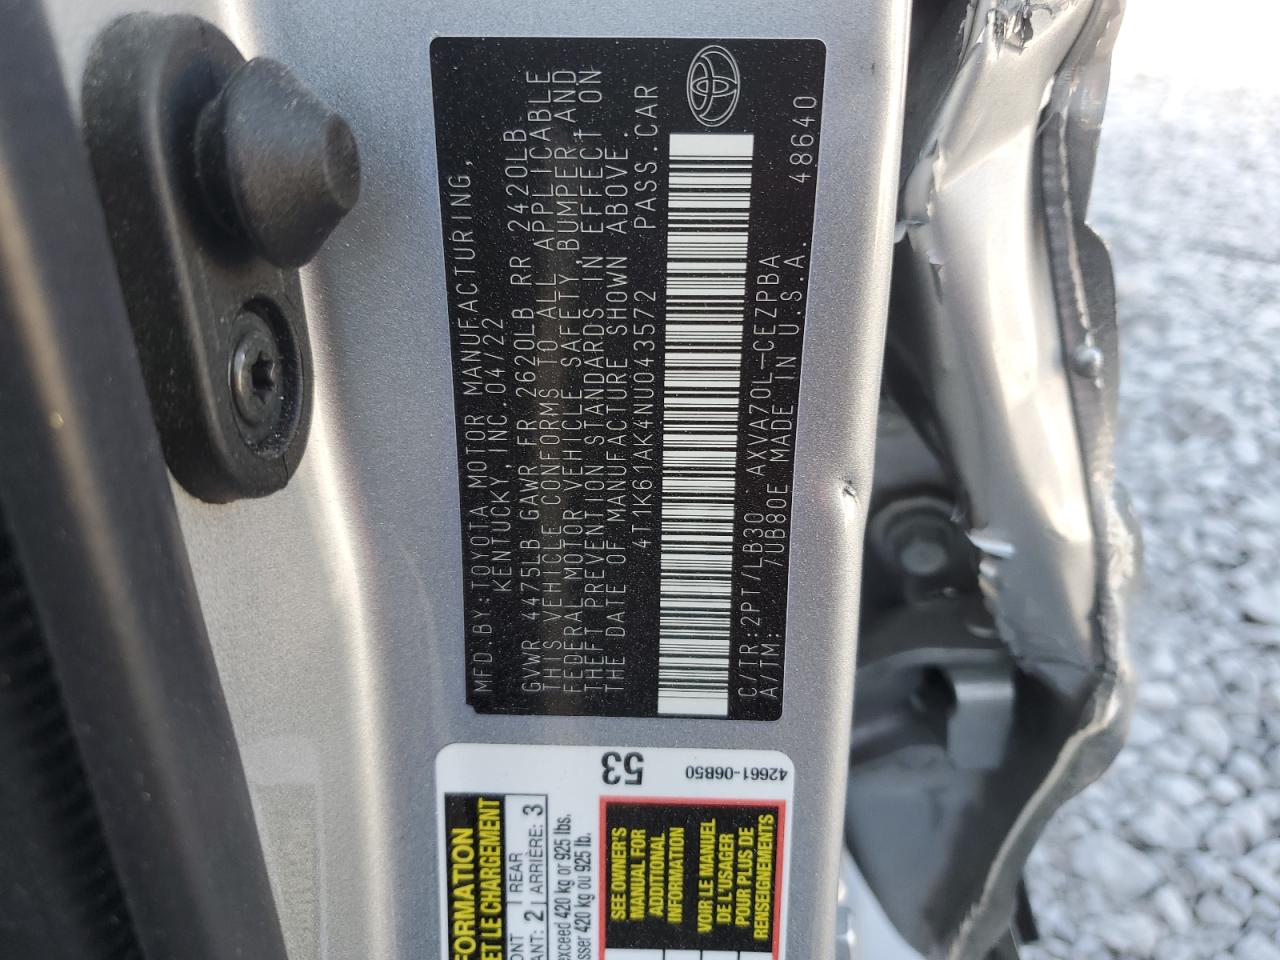 MFD.BY:TOYOTA MOTOR MANUFACTURING,
KENTUCKY, INC. 04/22
GVWR 4475LB GAWR FR 2620LB RR 2420LB
THIS VEHICLE CONFORMS TO ALL APPLICABLE
FEDERAL MOTOR VEHICLE SAFETY,BUMPER,AND
THEFT PREVENTION STANDARDS IN EFFECT ON
THE DATE OF MANUFACTURE SHOWN ABOVE.
4T1K61AK4NU043572 PASS.CAR
C/TR:2PT/LB30 AXVA70L-CEZPBA 48640
A/TM: /UB80E MADE IN U.S.A.
53
42661-06B50
FORMATION
ET LE CHARGEMENT
ONT
REAR
ANT: 2
ARRIÈRE: 3
exceed 420 kg or 925 lbs.
sser 420 kg ou 925 lb.
SEE OWNER'S
MANUAL FOR
ADDITIONAL
INFORMATION
VOIR LE MANUEL
DE L'USAGER
POUR PLUS DE
RENSEIGNEMENTS